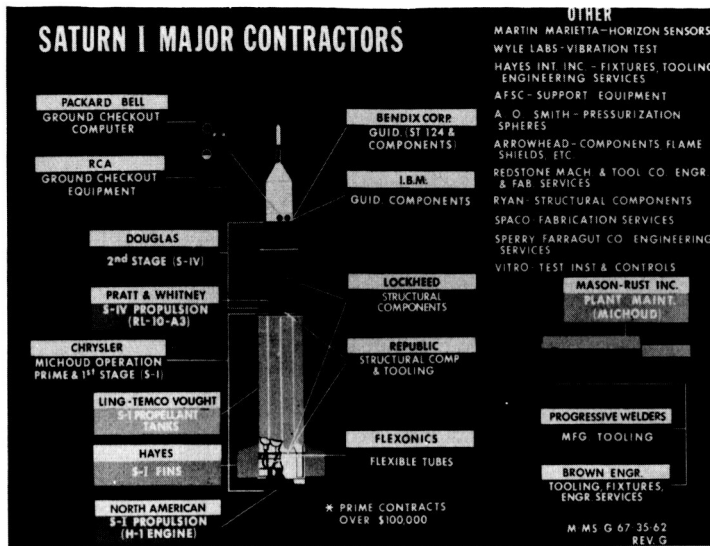 SATURN I MAJOR CONTRACTORS
PACKARD BELL
GROUND CHECKOUT
COMPUTER
RCA
GROUND CHECKOUT
EQUIPMENT
DOUGLAS
2nd STAGE (S-IV)
PRATT & WHITNEY
S-IV PROPULSION
(RL-10-A3)
CHRYSLER
MICHOUD OPERATION
PRIME & 1ST STAGE (S-I)
LING-TEMCO VOUGHT
S-I PROPELLANT
TANKS
HAYES
S-I FINS
NORTH AMERICAN
S-I PROPULSION
(H-1 ENGINE)
BENDIX CORP.
GUID. (ST 124 &
COMPONENTS)
I.B.M.
GUID. COMPONENTS
LOCKHEED
STRUCTURAL
COMPONENTS
REPUBLIC
STRUCTURAL COMP
& TOOLING
FLEXONICS
FLEXIBLE TUBES
* PRIME CONTRACTS
OVER $100,000
OTHER
MARTIN MARIETTA-HORIZON SENSORS
WYLE LABS-VIBRATION TEST
HAYES INT. INC. - FIXTURES, TOOLING
ENGINEERING SERVICES
AFSC-SUPPORT EQUIPMENT
A O. SMITH-PRESSURIZATION
SPHERES
ARROWHEAD-COMPONENTS, FLAME
SHIELDS, ETC.
REDSTONE MACH & TOOL CO ENGR
& FAB SERVICES
RYAN-STRUCTURAL COMPONENTS
SPACO-FABRICATION SERVICES
SPERRY FARRAGUT CO ENGINEERING
SERVICES
VITRO-TEST INST & CONTROLS
MASON-RUST INC.
PLANT MAINT.
(MICHOUD)
PROGRESSIVE WELDERS
MFG. TOOLING
BROWN ENGR.
TOOLING, FIXTURES,
ENGR SERVICES
M-MS-G 67-35-62
REV. G